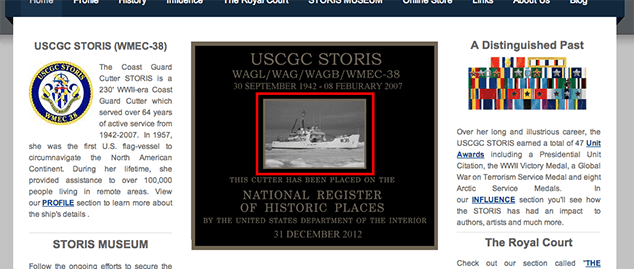 Home Profile History Influence The Royal Court STORIS MUSEUM Online Store Links About Us Blog
USCGC STORIS (WMEC-38)
USCGC STORIS
WMEC 38
The Coast Guard
Cutter STORIS is a
230' WWII-era Coast
Guard Cutter which
served over 64 years
of active service from
1942-2007. In 1957,
she was the first U.S. flag-vessel to
circumnavigate the North American
Continent. During her lifetime, she
provided assistance to over 100,000
people living in remote areas. View
our PROFILE section to learn more about
the ship's details .
STORIS MUSEUM
Follow the ongoing efforts to secure the
USCGC STORIS
WAGL/WAG/WAGB/WMEC-38
30 SEPTEMBER 1942 - 08 FEBURARY 2007
THIS CUTTER HAS BEEN PLACED ON THE
NATIONAL REGISTER
OF HISTORIC PLACES
BY THE UNITED STATES DEPARTMENT OF THE INTERIOR
31 DECEMBER 2012
A Distinguished Past
Over her long and illustrious career, the
USCGC STORIS earned a total of 47 Unit
Awards including a Presidential Unit
Citation, the WWII Victory Medal, a Global
War on Terrorism Service Medal and eight
Arctic Service Medals. In
our INFLUENCE section you'll see how
the STORIS has had an impact to
authors, artists and much more.
The Royal Court
Check out our section called "THE